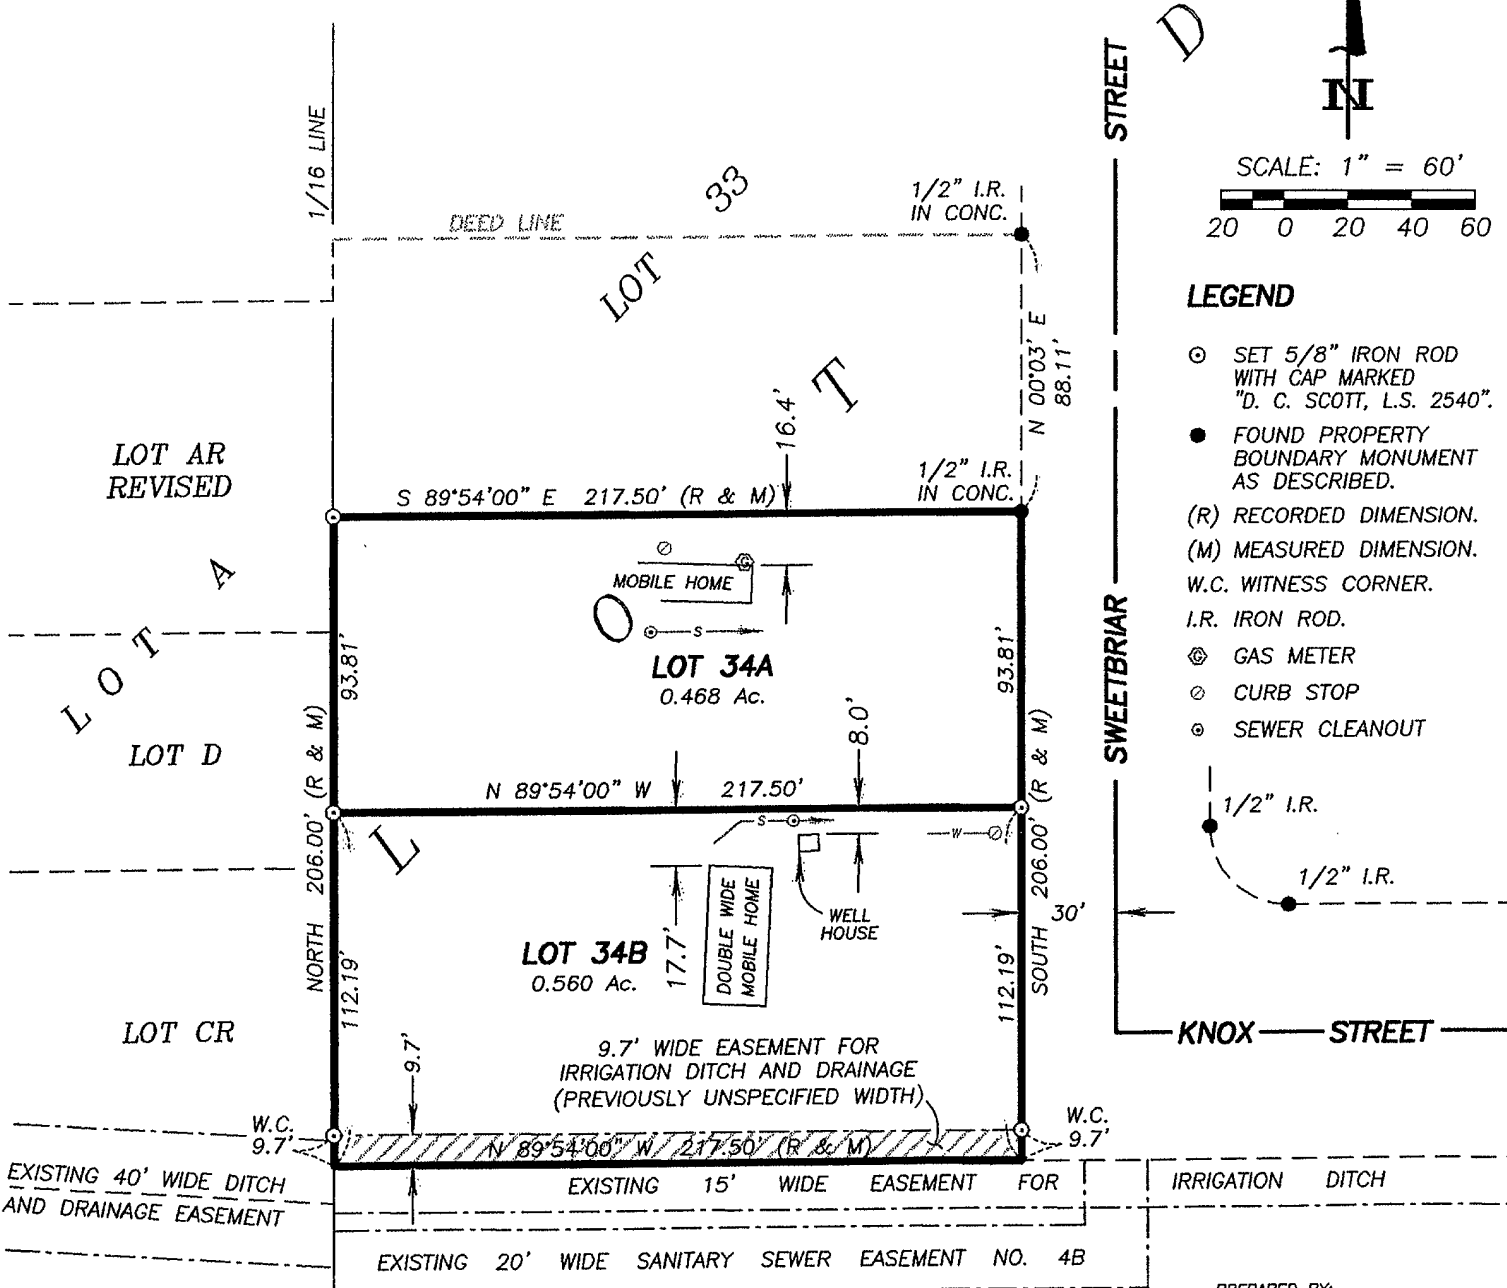 D
STREET
N
SCALE: 1" = 60'
20 0 20 40 60
1/16 LINE
33
DEED LINE
1/2" I.R.
IN CONC.
LOT
T
N 00°03' E
88.11'
LEGEND
SET 5/8" IRON ROD
WITH CAP MARKED
"D. C. SCOTT, L.S. 2540".
FOUND PROPERTY
BOUNDARY MONUMENT
AS DESCRIBED.
(R) RECORDED DIMENSION.
(M) MEASURED DIMENSION.
W.C. WITNESS CORNER.
I.R. IRON ROD.
G GAS METER
CURB STOP
SEWER CLEANOUT
1/2" I.R.
1/2" I.R.
LOT AR
REVISED
16.4'
1/2" I.R.
IN CONC.
S 89°54'00" E 217.50' (R & M)
G
MOBILE HOME
O
S
LOT 34A
0.468 Ac.
93.81'
93.81'
LOT A
LOT D
SWEETBRIAR
8.0'
N 89°54'00" W 217.50'
NORTH 206.00' (R & M)
SOUTH 206.00' (R & M)
L
S
W
DOUBLE WIDE
MOBILE HOME
WELL
HOUSE
30'
LOT 34B
0.560 Ac.
17.7'
112.19'
112.19'
LOT CR
KNOX STREET
9.7'
9.7' WIDE EASEMENT FOR
IRRIGATION DITCH AND DRAINAGE
(PREVIOUSLY UNSPECIFIED WIDTH)
W.C.
9.7'
W.C.
9.7'
N 89°54'00" W 217.50' (R & M)
EXISTING 40' WIDE DITCH
AND DRAINAGE EASEMENT
EXISTING 15' WIDE EASEMENT FOR IRRIGATION DITCH
EXISTING 20' WIDE SANITARY SEWER EASEMENT NO. 4B
PREPARED BY: